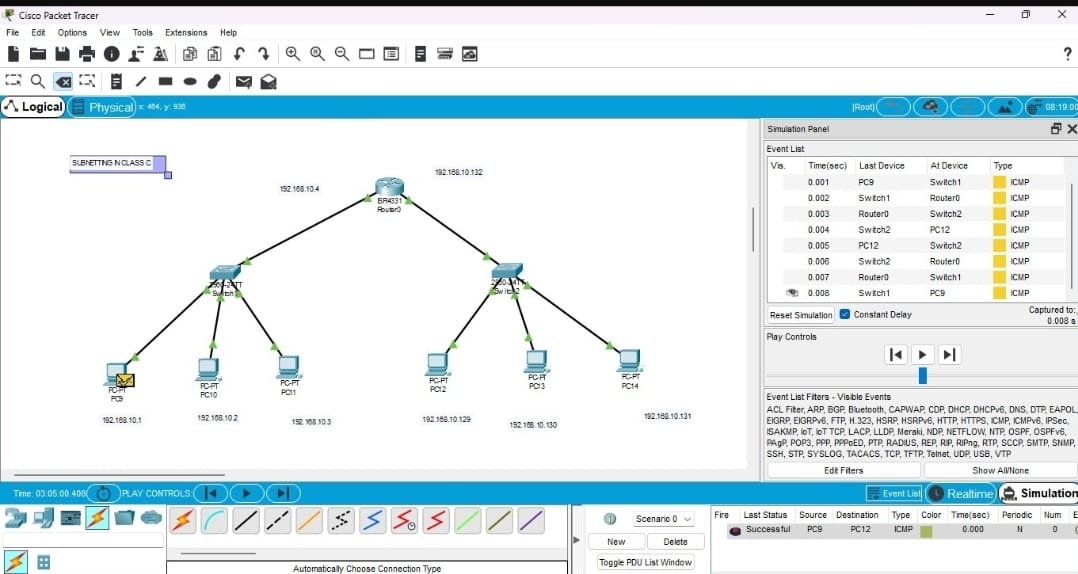 Cisco Packet Tracer
File Edit Options View Tools Extensions Help
?
Logical Physical x: 464, y: 936 [Root] 08:19:00
SUBNETTING IN CLASS C
192.168.10.4
192.168.10.132
Router0
PC-PT
PC9
PC-PT
PC10
PC-PT
PC11
PC-PT
PC12
PC-PT
PC13
PC-PT
PC14
192.168.10.1
192.168.10.2
192.168.10.3
192.168.10.129
192.168.10.130
192.168.10.131
Simulation Panel
Event List
Vis. Time(sec) Last Device At Device Type
0.001 PC9 Switch1 ICMP
0.002 Switch1 Router0 ICMP
0.003 Router0 Switch2 ICMP
0.004 Switch2 PC12 ICMP
0.005 PC12 Switch2 ICMP
0.006 Switch2 Router0 ICMP
0.007 Router0 Switch1 ICMP
0.008 Switch1 PC9 ICMP
Reset Simulation Constant Delay Captured to:
0.008 s
Play Controls
Event List Filters - Visible Events
ACL Filter, ARP, BGP, Bluetooth, CAPWAP, CDP, DHCP, DHCPv6, DNS, DTP, EAPOL,
EIGRP, EIGRPv6, FTP, H.323, HSRP, HSRPv6, HTTP, HTTPS, ICMP, ICMPv6, IPSec,
ISAKMP, IoT, IoT TCP, LACP, LLDP, Meraki, NDP, NETFLOW, NTP, OSPF, OSPFv6,
PAgP, POP3, PPP, PPPoED, PTP, RADIUS, REP, RIP, RIPng, RTP, SCCP, SMTP, SNMP,
SSH, STP, SYSLOG, TACACS, TCP, TFTP, Telnet, UDP, USB, VTP
Edit Filters Show All/None
Time: 03:05:00.408 PLAY CONTROLS: Event List Realtime Simulation
Scenario 0
New Delete
Toggle PDU List Window
Fire Last Status Source Destination Type Color Time(sec) Periodic Num E
Successful PC9 PC12 ICMP 0.000 N 0 (
Automatically Choose Connection Type